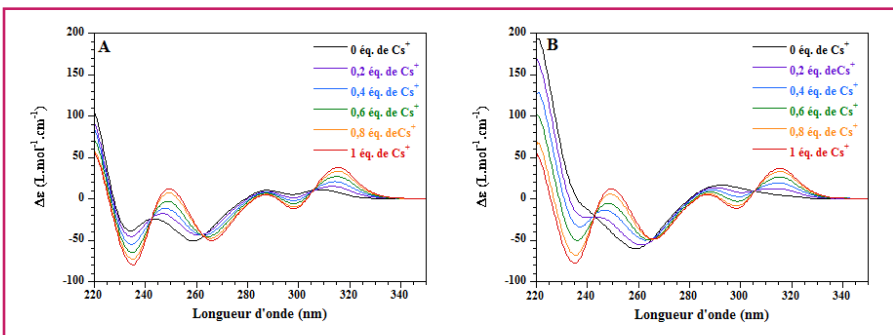 A
0 éq. de Cs+
0,2 éq. de Cs+
0,4 éq. de Cs+
0,6 éq. de Cs+
0,8 éq. deCs+
1 éq. de Cs+
200
150
100
50
0
-50
-100
Δε (L.mol-1.cm-1)
220 240 260 280 300 320 340
Longueur d'onde (nm)
B
0 éq. de Cs+
0,2 éq. deCs+
0,4 éq. de Cs+
0,6 éq. de Cs+
0,8 éq. de Cs+
1 éq. de Cs+
200
150
100
50
0
-50
-100
Δε (L.mol-1.cm-1)
220 240 260 280 300 320 340
Longueur d'onde (nm)